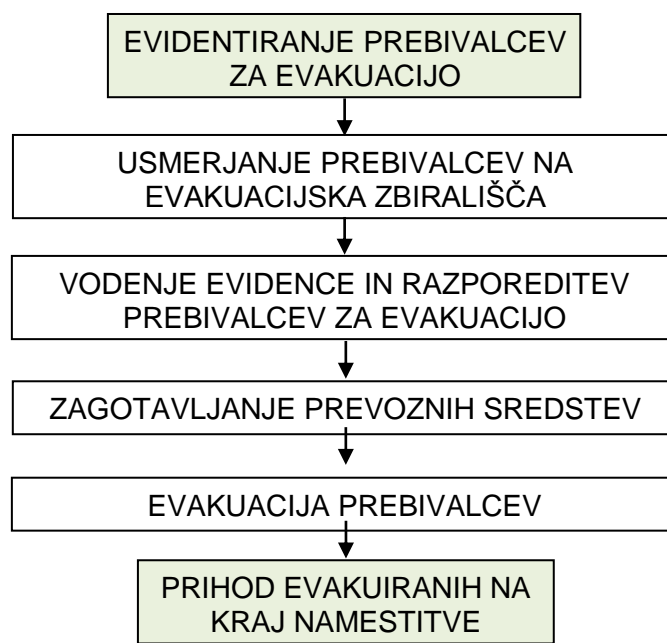 EVIDENTIRANJE PREBIVALCEV
ZA EVAKUACIJO
USMERJANJE PREBIVALCEV NA
EVAKUACIJSKA ZBIRALIŠČA
VODENJE EVIDENCE IN RAZPOREDITEV
PREBIVALCEV ZA EVAKUACIJO
ZAGOTAVLJANJE PREVOZNIH SREDSTEV
EVAKUACIJA PREBIVALCEV
PRIHOD EVAKUIRANIH NA
KRAJ NAMESTITVE